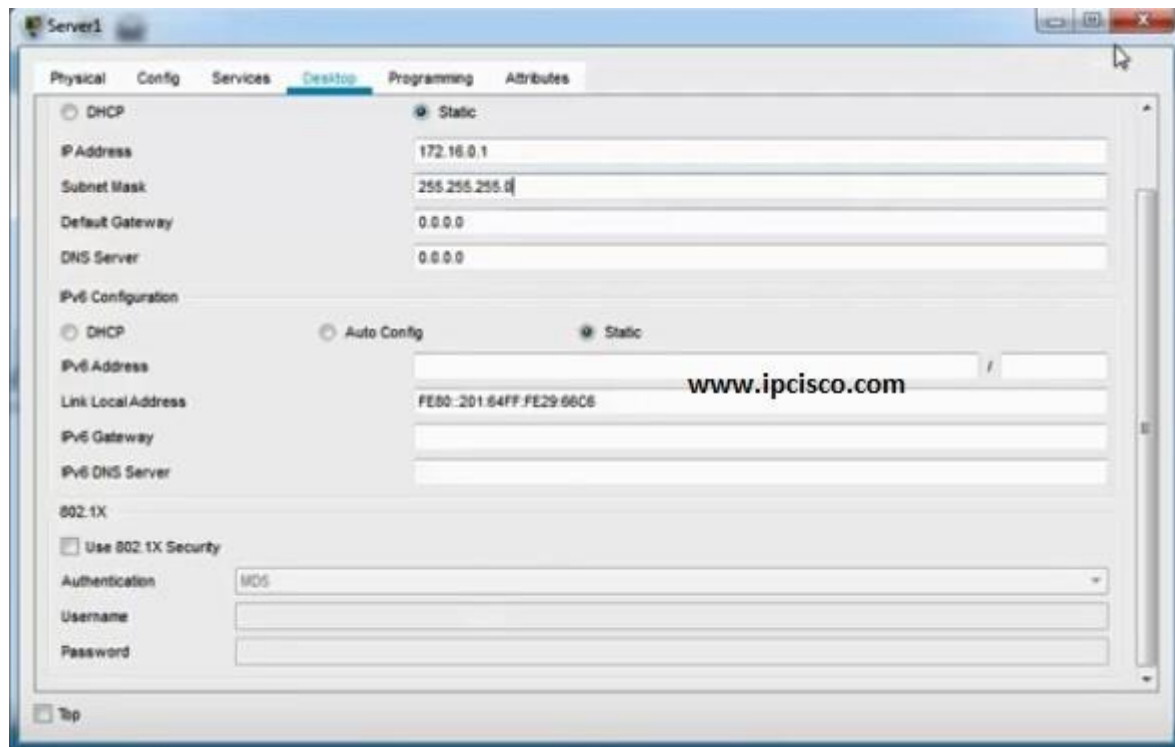 Server1
Physical Config Services Desktop Programming Attributes
DHCP Static
IP Address 172.16.0.1
Subnet Mask 255.255.255.0
Default Gateway 0.0.0.0
DNS Server 0.0.0.0
IPv6 Configuration
DHCP Auto Config Static
IPv6 Address /
www.ipcisco.com
Link Local Address FE80::201:64FF:FE29:66C6
IPv6 Gateway
IPv6 DNS Server
802.1X
Use 802.1X Security
Authentication MD5
Username
Password
Top